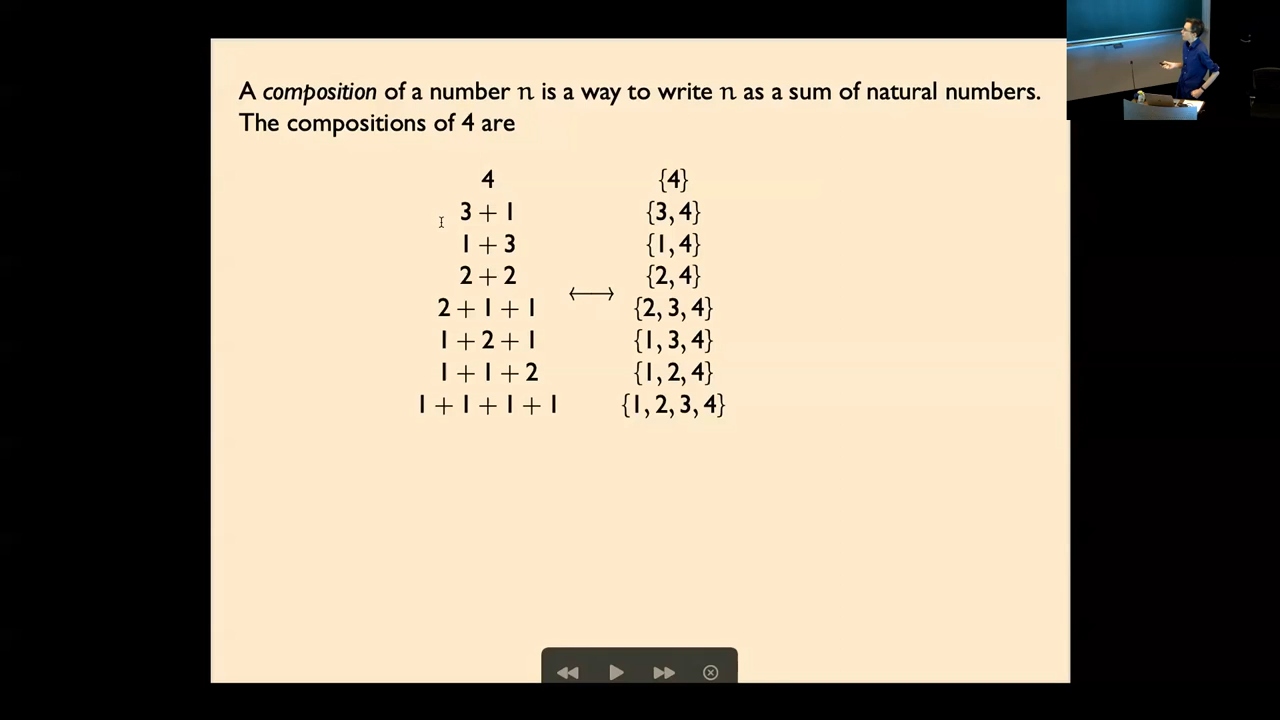 A composition of a number n is a way to write n as a sum of natural numbers.
The compositions of 4 are
4 {4}
3 + 1 {3, 4}
1 + 3 {1, 4}
2 + 2 {2, 4}
⟷
2 + 1 + 1 {2, 3, 4}
1 + 2 + 1 {1, 3, 4}
1 + 1 + 2 {1, 2, 4}
1 + 1 + 1 + 1 {1, 2, 3, 4}